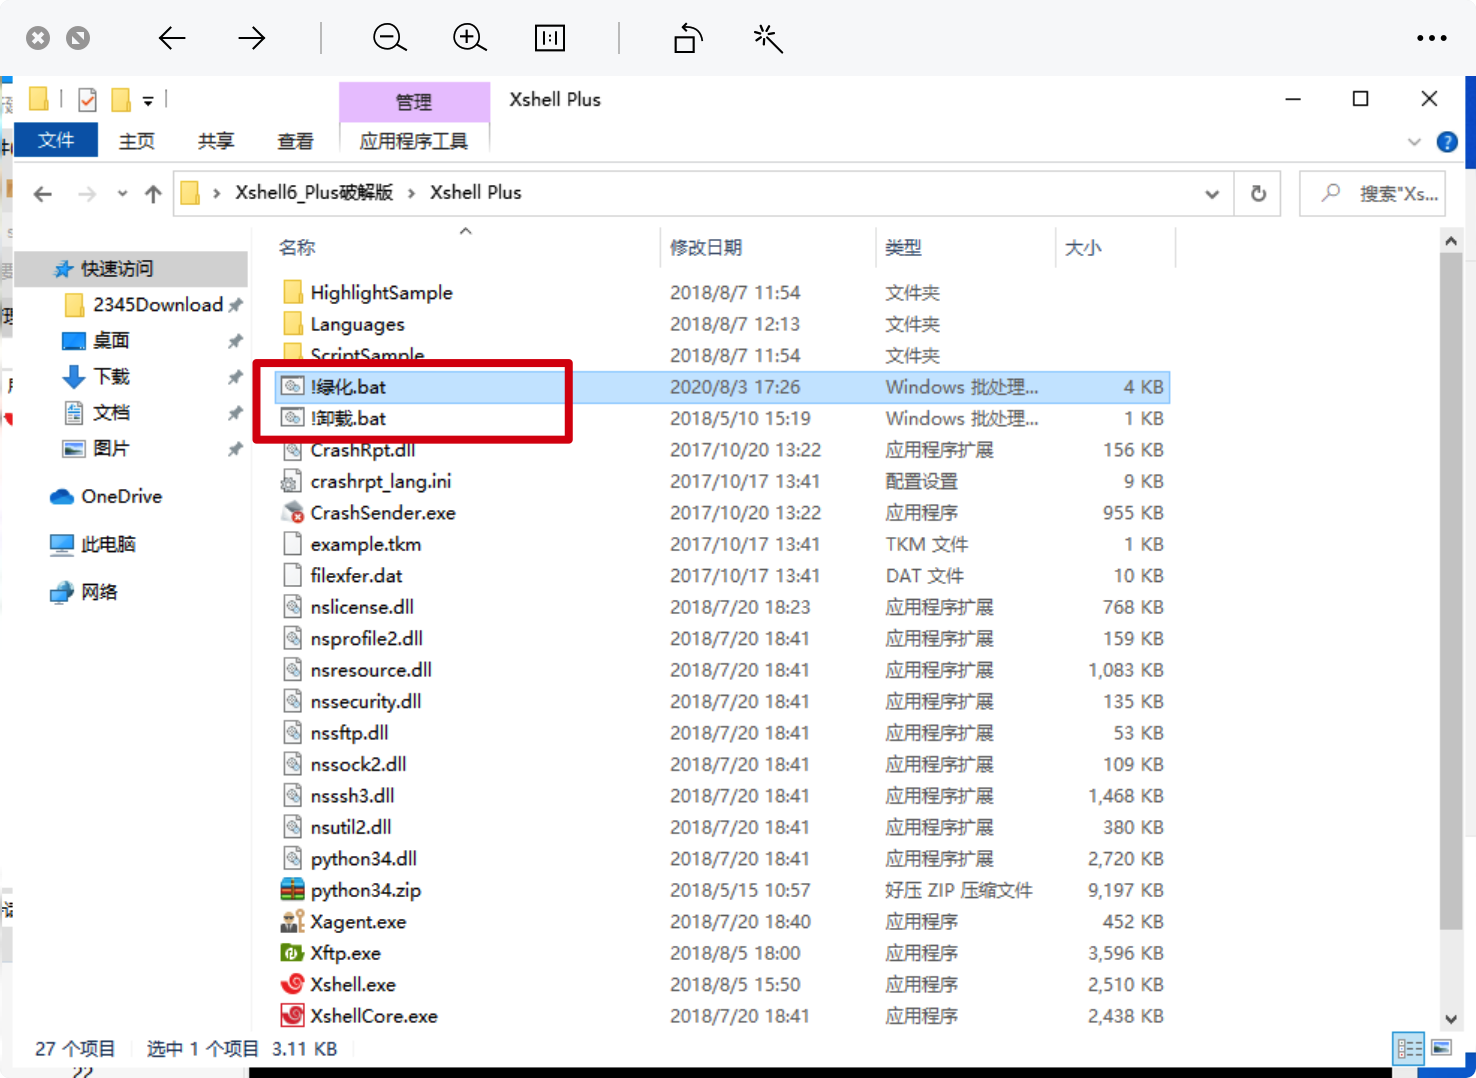 管理
Xshell Plus
文件
主页
共享
查看
应用程序工具
Xshell6_Plus破解版 › Xshell Plus
搜索"Xs...
名称
修改日期
类型
大小
快速访问
2345Download
桌面
下载
文档
图片
OneDrive
此电脑
网络
HighlightSample 2018/8/7 11:54 文件夹
Languages 2018/8/7 12:13 文件夹
ScriptSample 2018/8/7 11:54 文件夹
!绿化.bat 2020/8/3 17:26 Windows 批处理... 4 KB
!卸载.bat 2018/5/10 15:19 Windows 批处理... 1 KB
CrashRpt.dll 2017/10/20 13:22 应用程序扩展 156 KB
crashrpt_lang.ini 2017/10/17 13:41 配置设置 9 KB
CrashSender.exe 2017/10/20 13:22 应用程序 955 KB
example.tkm 2017/10/17 13:41 TKM 文件 1 KB
filexfer.dat 2017/10/17 13:41 DAT 文件 10 KB
nslicense.dll 2018/7/20 18:23 应用程序扩展 768 KB
nsprofile2.dll 2018/7/20 18:41 应用程序扩展 159 KB
nsresource.dll 2018/7/20 18:41 应用程序扩展 1,083 KB
nssecurity.dll 2018/7/20 18:41 应用程序扩展 135 KB
nssftp.dll 2018/7/20 18:41 应用程序扩展 53 KB
nssock2.dll 2018/7/20 18:41 应用程序扩展 109 KB
nsssh3.dll 2018/7/20 18:41 应用程序扩展 1,468 KB
nsutil2.dll 2018/7/20 18:41 应用程序扩展 380 KB
python34.dll 2018/7/20 18:41 应用程序扩展 2,720 KB
python34.zip 2018/5/15 10:57 好压 ZIP 压缩文件 9,197 KB
Xagent.exe 2018/7/20 18:40 应用程序 452 KB
Xftp.exe 2018/8/5 18:00 应用程序 3,596 KB
Xshell.exe 2018/8/5 15:50 应用程序 2,510 KB
XshellCore.exe 2018/7/20 18:41 应用程序 2,438 KB
27 个项目 选中 1 个项目 3.11 KB
22